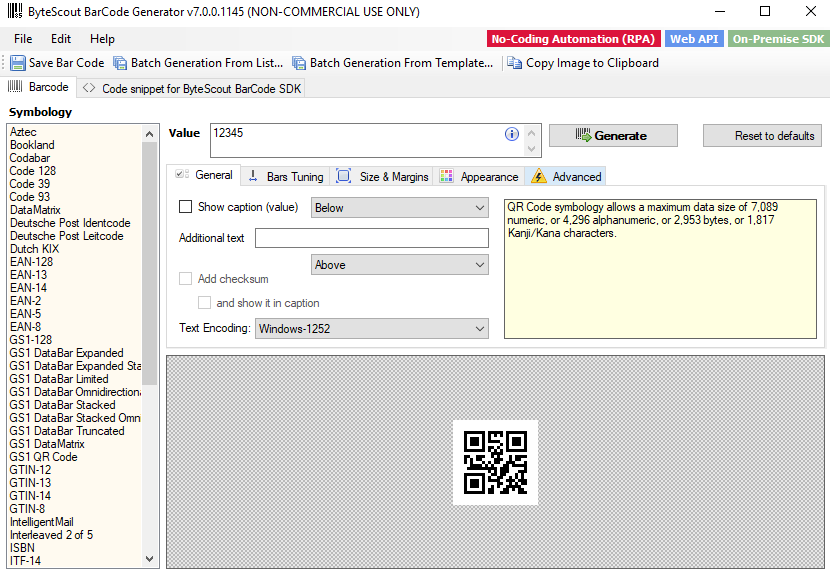 ByteScout BarCode Generator v7.0.0.1145 (NON-COMMERCIAL USE ONLY)
File Edit Help
No-Coding Automation (RPA) Web API On-Premise SDK
Save Bar Code Batch Generation From List... Batch Generation From Template... Copy Image to Clipboard
Barcode Code snippet for ByteScout BarCode SDK
Symbology
Aztec
Bookland
Codabar
Code 128
Code 39
Code 93
DataMatrix
Deutsche Post Identcode
Deutsche Post Leitcode
Dutch KIX
EAN-128
EAN-13
EAN-14
EAN-2
EAN-5
EAN-8
GS1-128
GS1 DataBar Expanded
GS1 DataBar Expanded Sta
GS1 DataBar Limited
GS1 DataBar Omnidirectiona
GS1 DataBar Stacked
GS1 DataBar Stacked Omni
GS1 DataBar Truncated
GS1 DataMatrix
GS1 QR Code
GTIN-12
GTIN-13
GTIN-14
GTIN-8
IntelligentMail
Interleaved 2 of 5
ISBN
ITF-14
Value 12345 Generate Reset to defaults
General Bars Tuning Size & Margins Appearance Advanced
Show caption (value) Below
Additional text
Above
Add checksum
and show it in caption
Text Encoding: Windows-1252
QR Code symbology allows a maximum data size of 7,089
numeric, or 4,296 alphanumeric, or 2,953 bytes, or 1,817
Kanji/Kana characters.